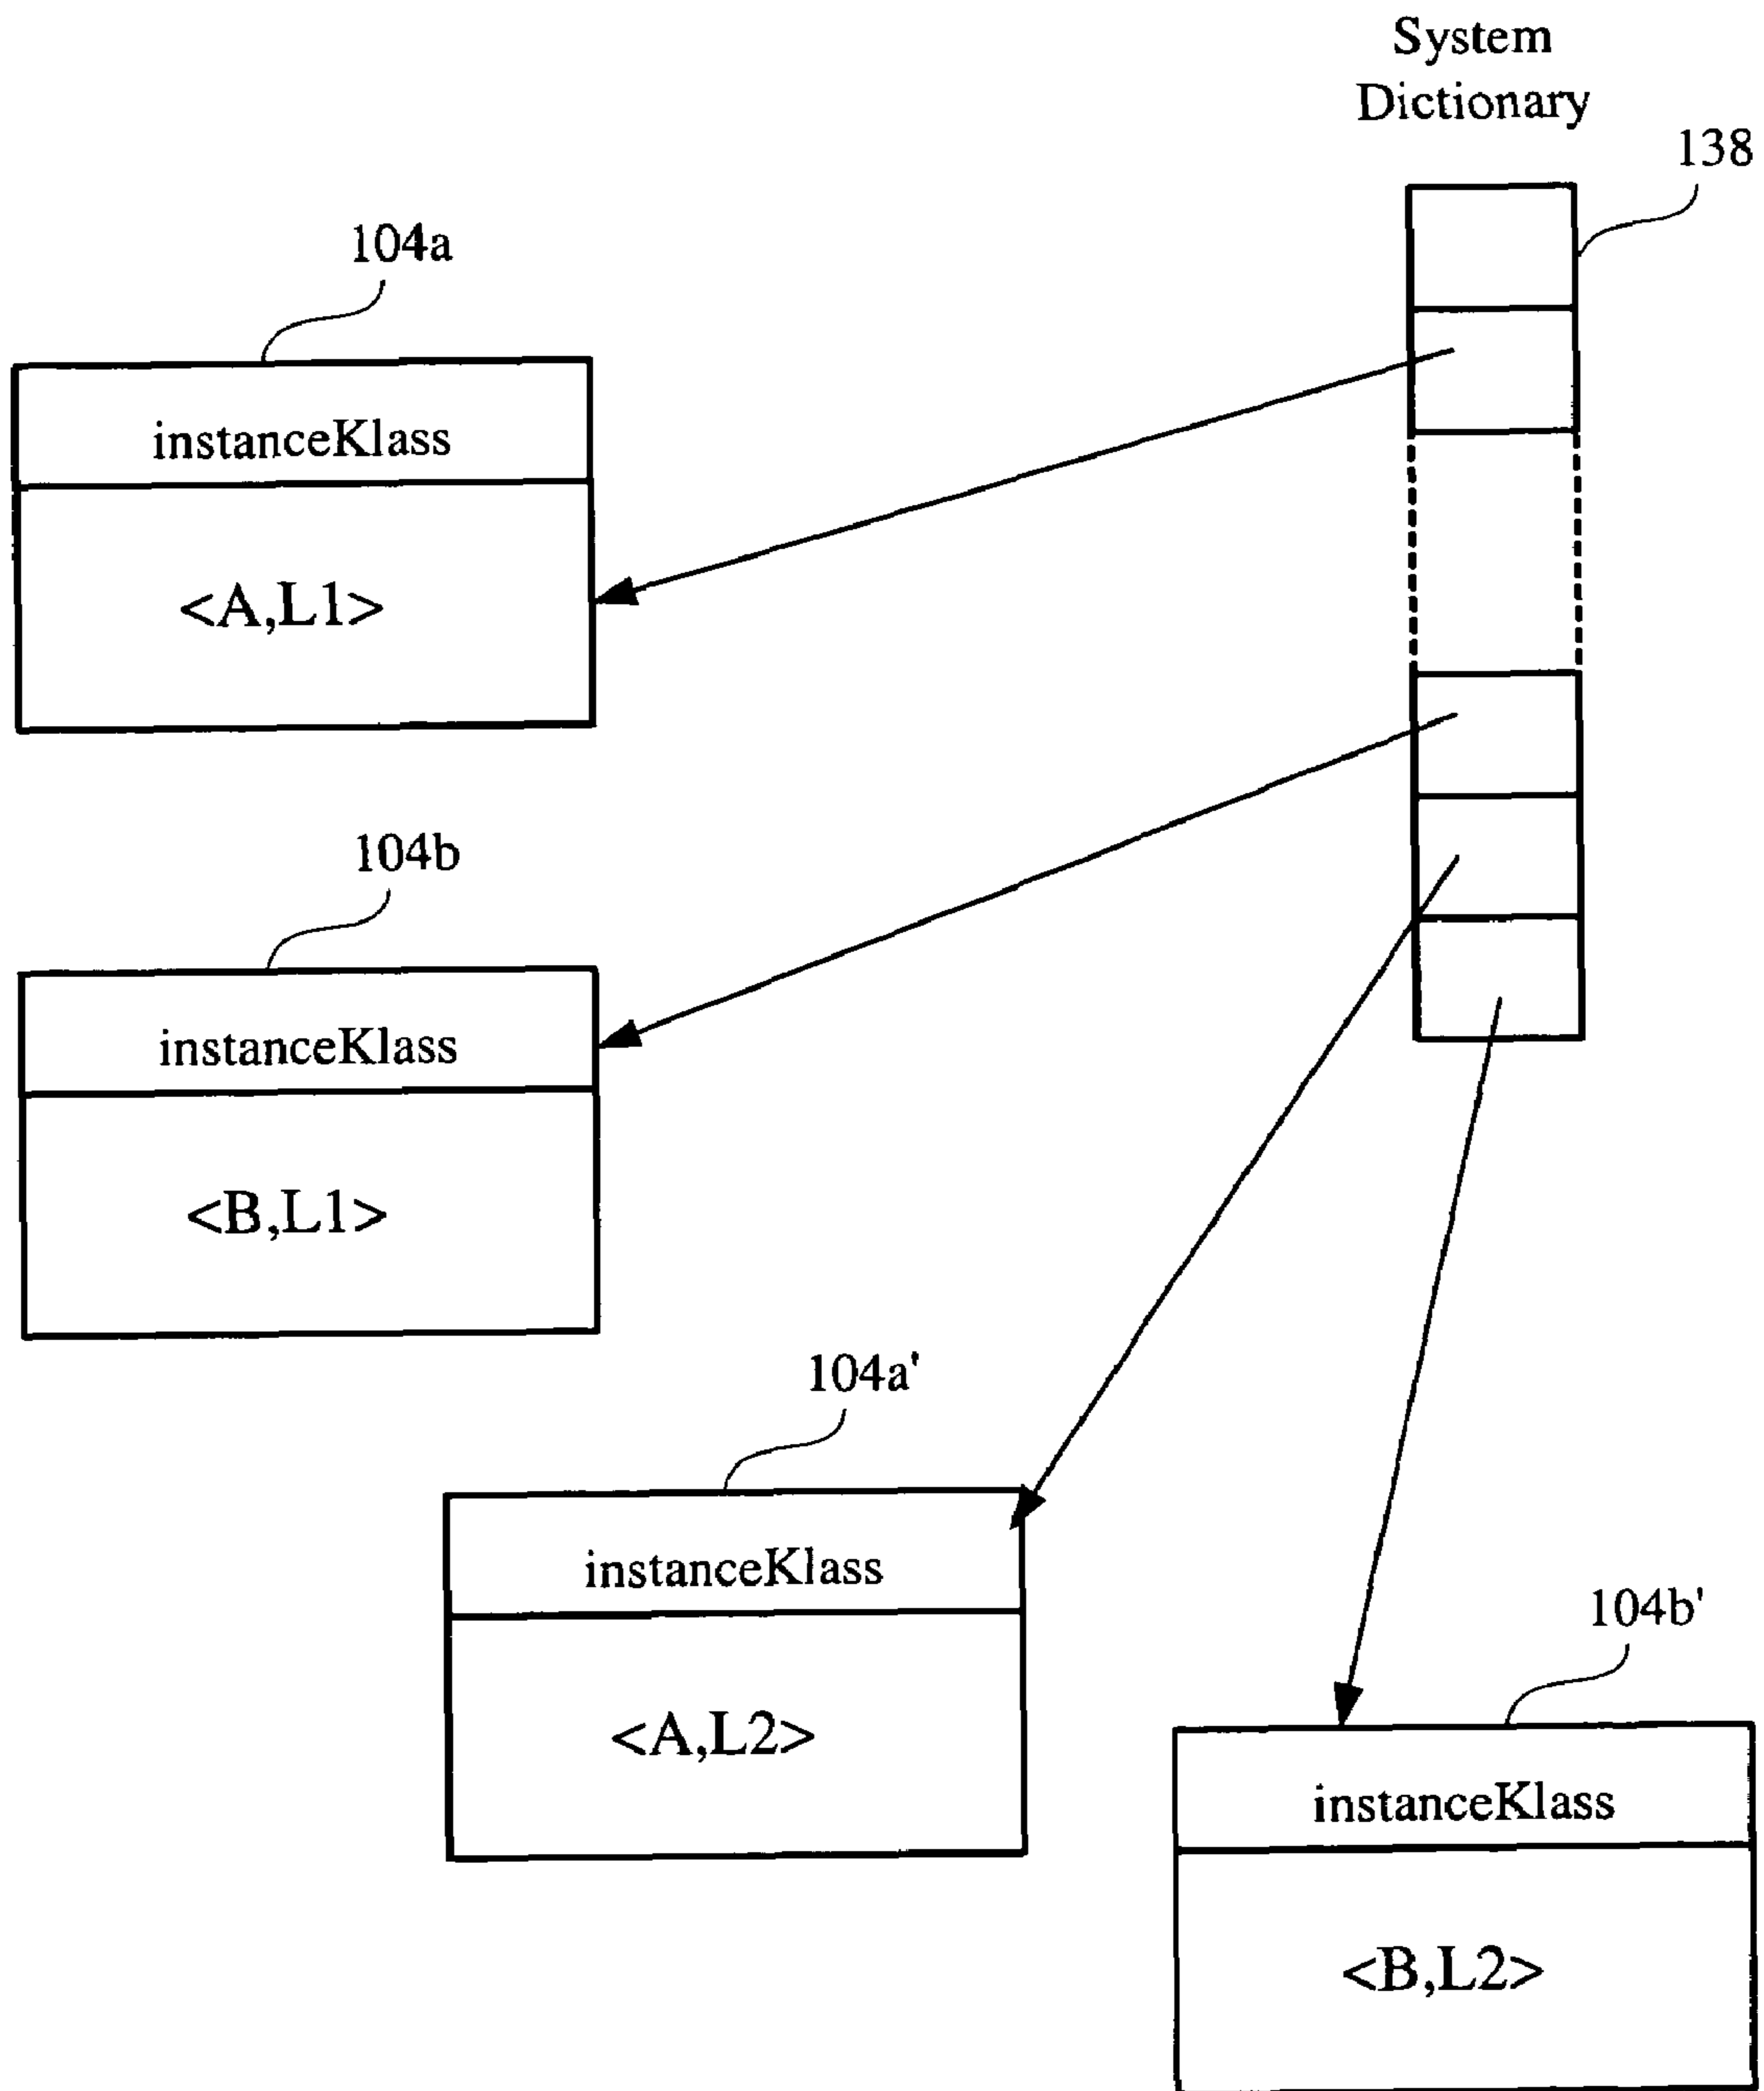 System
Dictionary
138
104a
instanceKlass
<A,L1>
104b
instanceKlass
<B,L1>
104a'
instanceKlass
<A,L2>
104b'
instanceKlass
<B,L2>